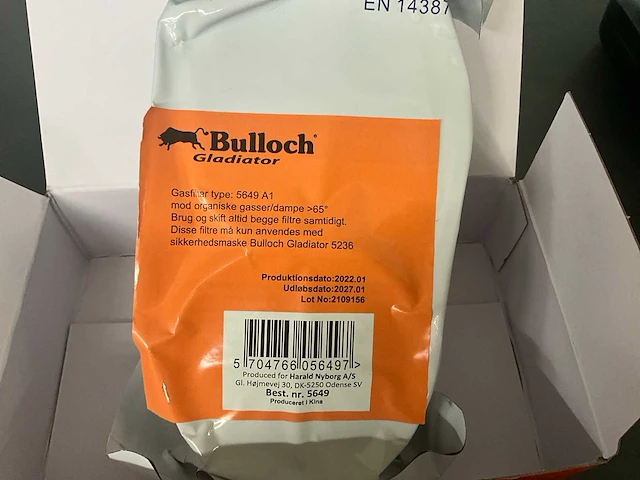 EN 14387
Bulloch®
Gladiator
Gasfilter type: 5649 A1
mod organiske gasser/dampe >65°
Brug og skift altid begge filtre samtidigt.
Disse filtre må kun anvendes med
sikkerhedsmaske Bulloch Gladiator 5236
Produktionsdato:2022.01
Udløbsdato:2027.01
Lot No:2109156
5 704766 056497 >
Produced for Harald Nyborg A/S
Gl. Højmevej 30, DK-5250 Odense SV
Best. nr. 5649
Produceret i Kina